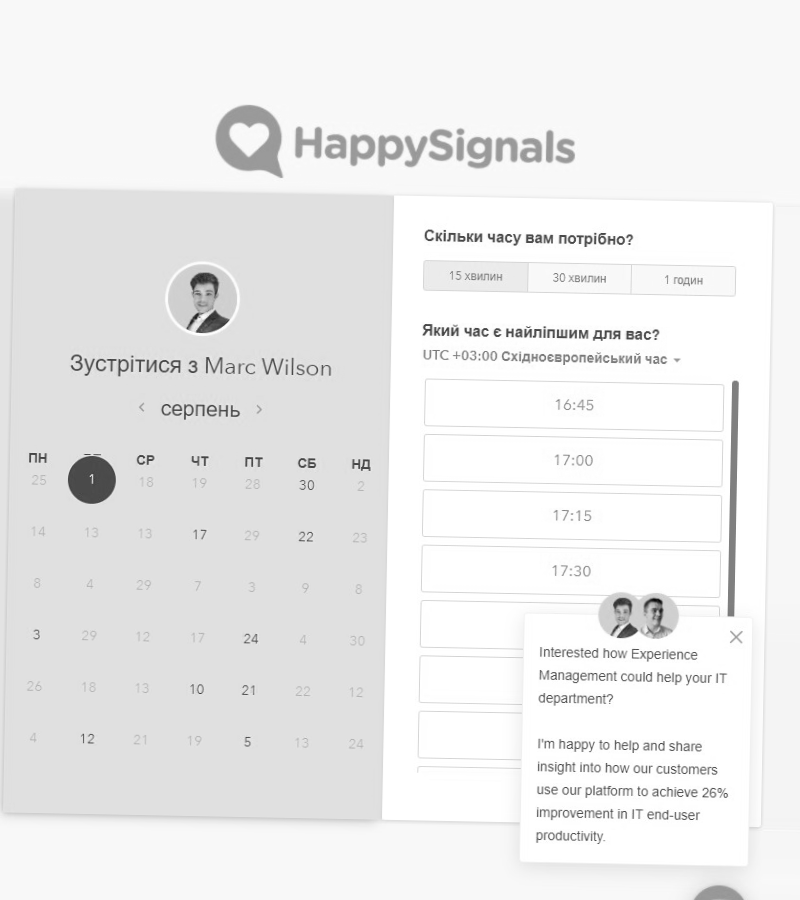 HappySignals
Зустрітися з Marc Wilson
серпень
ПН СР ЧТ ПТ СБ НД
25 1 18 19 28 30 2
14 13 13 17 29 22 23
8 4 29 7 3 9 8
3 29 12 17 24 4 30
26 18 13 10 21 22 12
4 12 21 19 5 13 24
Скільки часу вам потрібно?
15 хвилин 30 хвилин 1 годин
Який час є найліпшим для вас?
UTC +03:00 Східноєвропейський час
16:45
17:00
17:15
17:30
Interested how Experience
Management could help your IT
department?
I'm happy to help and share
insight into how our customers
use our platform to achieve 26%
improvement in IT end-user
productivity.